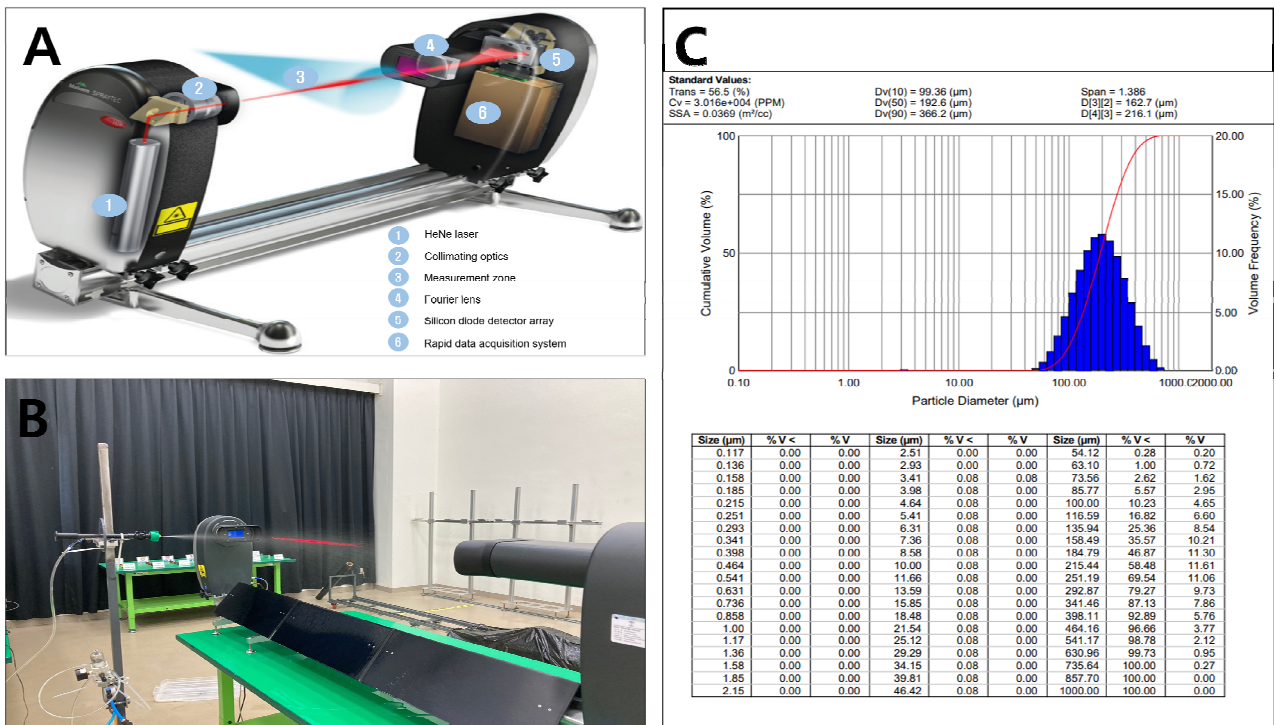 A
SPRAYTEC
1
2
3
4
5
6
1 HeNe laser
2 Collimating optics
3 Measurement zone
4 Fourier lens
5 Silicon diode detector array
6 Rapid data acquisition system
B
C
Standard Values:
Trans = 56.5 (%) Dv(10) = 99.36 (µm) Span = 1.386
Cv = 3.016e+004 (PPM) Dv(50) = 192.6 (µm) D[3][2] = 162.7 (µm)
SSA = 0.0369 (m²/cc) Dv(90) = 366.2 (µm) D[4][3] = 216.1 (µm)
100 20.00
15.00
50 10.00
5.00
0 0.00
Cumulative Volume (%)
Volume Frequency (%)
0.10 1.00 10.00 100.00 1000.02000.00
Particle Diameter (µm)
Size (µm) % V < % V Size (µm) % V < % V Size (µm) % V < % V
0.117 0.00 0.00 2.51 0.00 0.00 54.12 0.28 0.20
0.136 0.00 0.00 2.93 0.00 0.00 63.10 1.00 0.72
0.158 0.00 0.00 3.41 0.08 0.08 73.56 2.62 1.62
0.185 0.00 0.00 3.98 0.08 0.00 85.77 5.57 2.95
0.215 0.00 0.00 4.64 0.08 0.00 100.00 10.23 4.65
0.251 0.00 0.00 5.41 0.08 0.00 116.59 16.82 6.60
0.293 0.00 0.00 6.31 0.08 0.00 135.94 25.36 8.54
0.341 0.00 0.00 7.36 0.08 0.00 158.49 35.57 10.21
0.398 0.00 0.00 8.58 0.08 0.00 184.79 46.87 11.30
0.464 0.00 0.00 10.00 0.08 0.00 215.44 58.48 11.61
0.541 0.00 0.00 11.66 0.08 0.00 251.19 69.54 11.06
0.631 0.00 0.00 13.59 0.08 0.00 292.87 79.27 9.73
0.736 0.00 0.00 15.85 0.08 0.00 341.46 87.13 7.86
0.858 0.00 0.00 18.48 0.08 0.00 398.11 92.89 5.76
1.00 0.00 0.00 21.54 0.08 0.00 464.16 96.66 3.77
1.17 0.00 0.00 25.12 0.08 0.00 541.17 98.78 2.12
1.36 0.00 0.00 29.29 0.08 0.00 630.96 99.73 0.95
1.58 0.00 0.00 34.15 0.08 0.00 735.64 100.00 0.27
1.85 0.00 0.00 39.81 0.08 0.00 857.70 100.00 0.00
2.15 0.00 0.00 46.42 0.08 0.00 1000.00 100.00 0.00